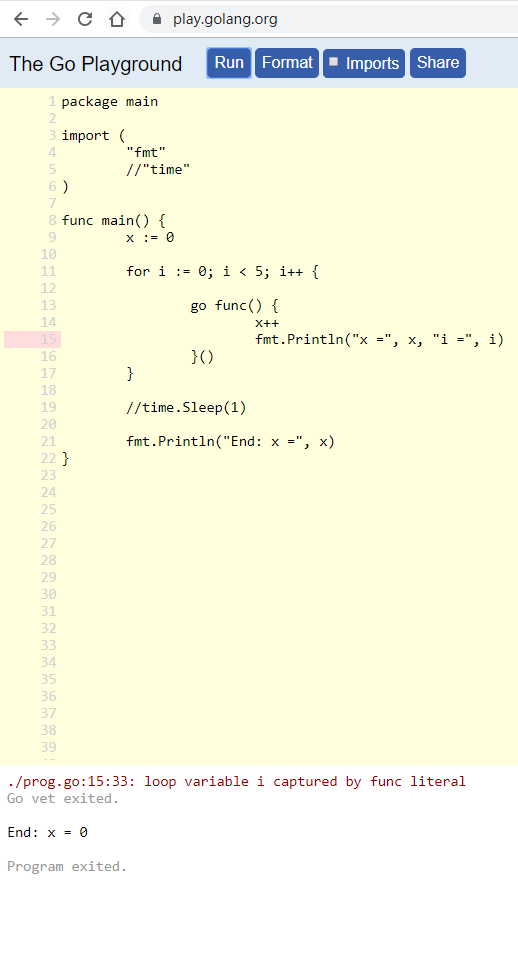 play.golang.org
The Go Playground Run Format Imports Share
1 package main
2
3 import (
4 "fmt"
5 //"time"
6 )
7
8 func main() {
9 x := 0
10
11 for i := 0; i < 5; i++ {
12
13 go func() {
14 x++
15 fmt.Println("x =", x, "i =", i)
16 }()
17 }
18
19 //time.Sleep(1)
20
21 fmt.Println("End: x =", x)
22 }
23
24
25
26
27
28
29
30
31
32
33
34
35
36
37
38
39
./prog.go:15:33: loop variable i captured by func literal
Go vet exited.
End: x = 0
Program exited.